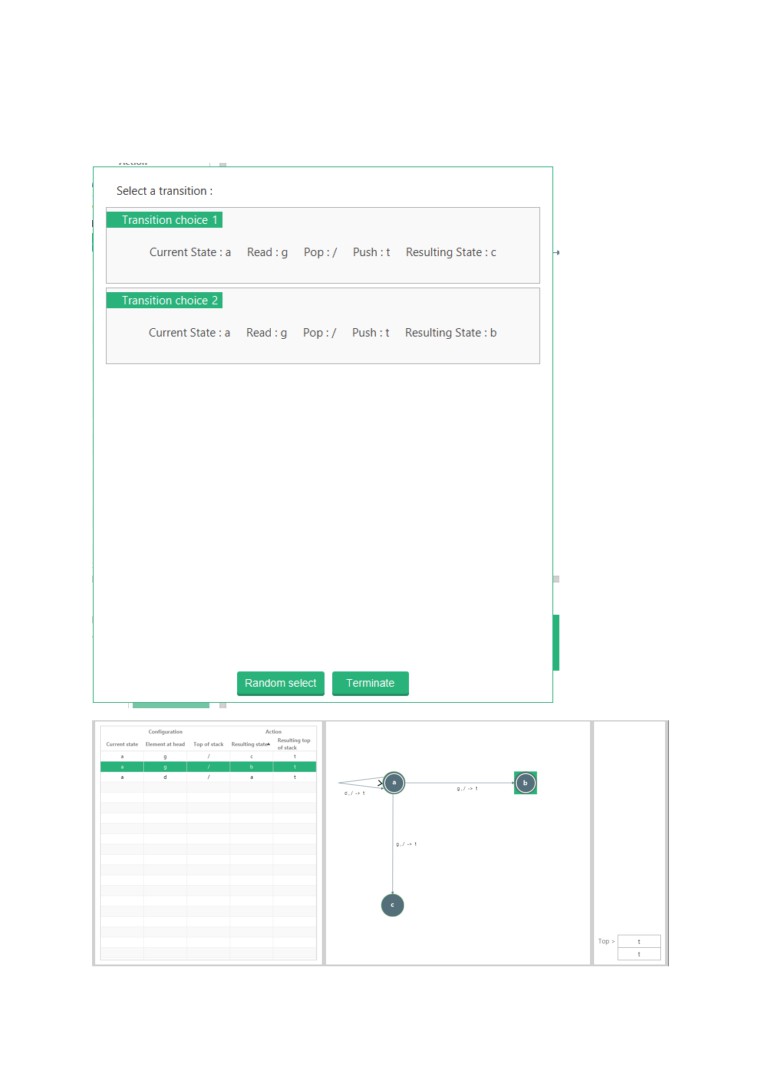 Select a transition :
Transition choice 1
Current State : a Read : g Pop : / Push : t Resulting State : c
Transition choice 2
Current State : a Read : g Pop : / Push : t Resulting State : b
Random select Terminate
Configuration Action
Current state Element at head Top of stack Resulting state Resulting top of stack
a g / c t
a g / b t
a d / a t
a
b
d , / → t
g , / → t
g , / → t
c
Top > t
t